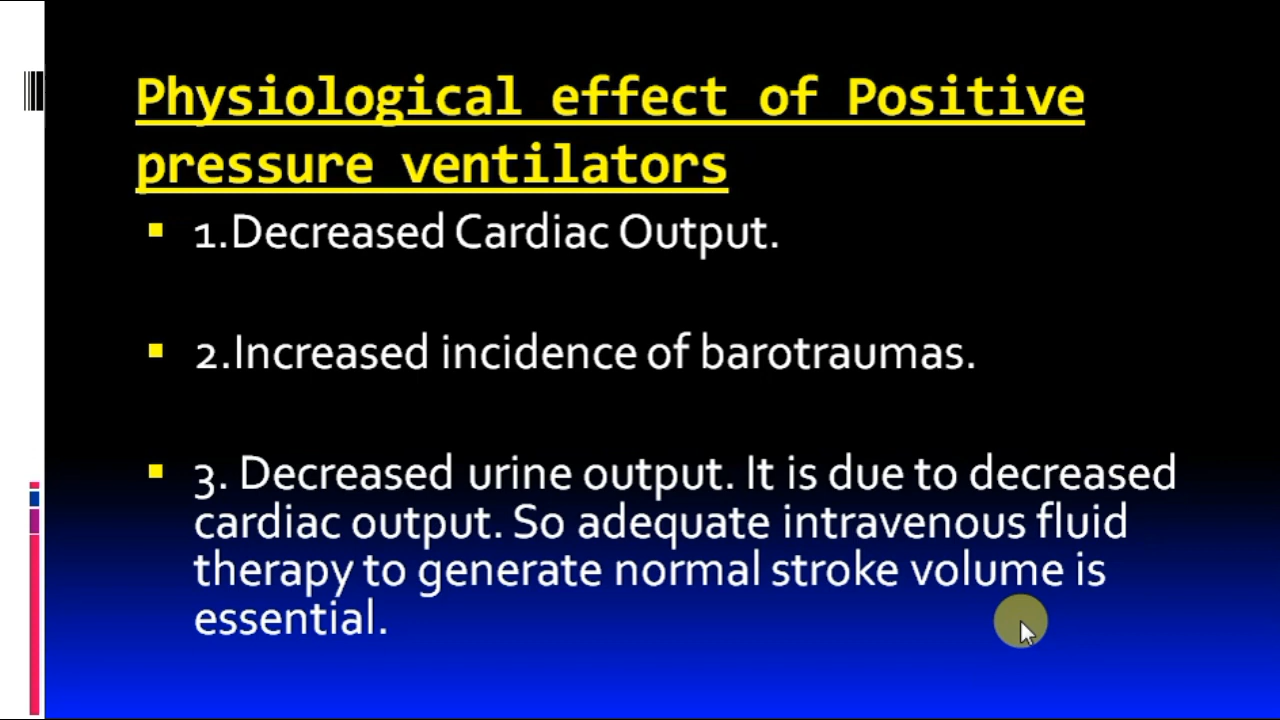 Physiological effect of Positive
pressure ventilators
1.Decreased Cardiac Output.
2.Increased incidence of barotraumas.
3. Decreased urine output. It is due to decreased
cardiac output. So adequate intravenous fluid
therapy to generate normal stroke volume is
essential.